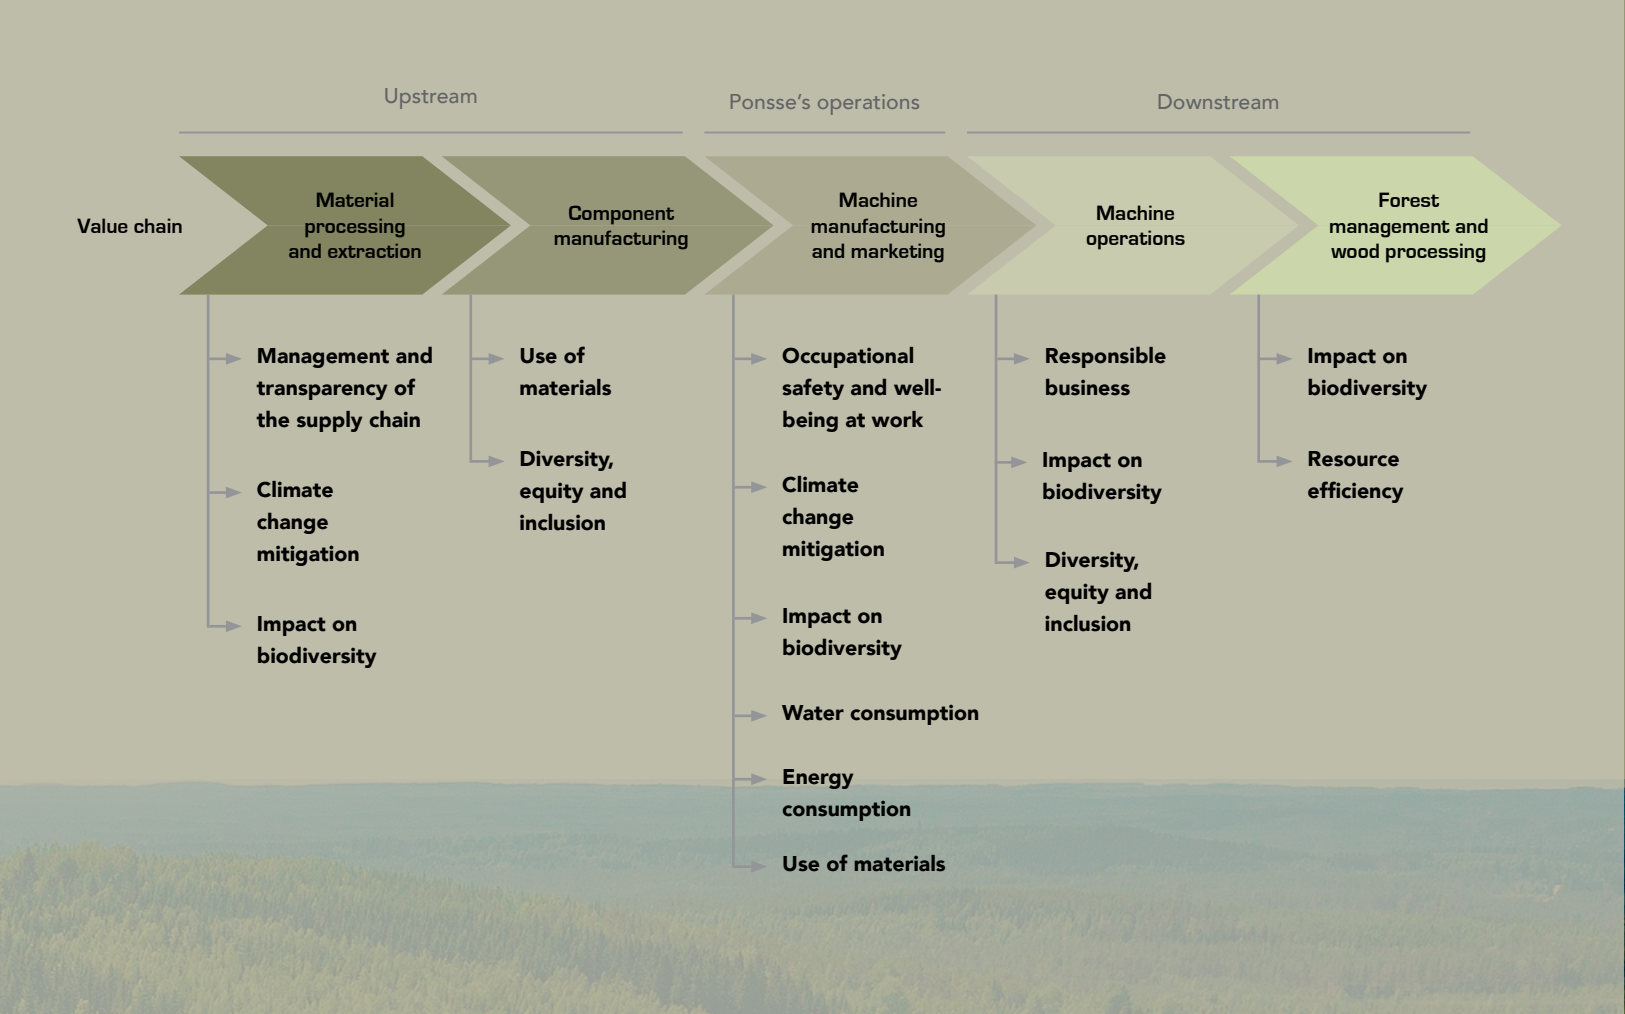 Upstream
Ponsse's operations
Downstream
Value chain
Material
processing
and extraction
Component
manufacturing
Machine
manufacturing
and marketing
Machine
operations
Forest
management and
wood processing
Management and
transparency of
the supply chain
Climate
change
mitigation
Impact on
biodiversity
Use of
materials
Diversity,
equity and
inclusion
Occupational
safety and well-
being at work
Climate
change
mitigation
Impact on
biodiversity
Water consumption
Energy
consumption
Use of materials
Responsible
business
Impact on
biodiversity
Diversity,
equity and
inclusion
Impact on
biodiversity
Resource
efficiency